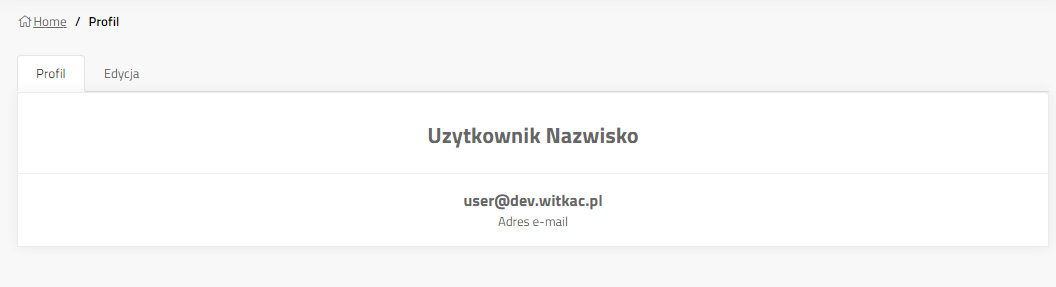 Home / Profil
Profil Edycja
Uzytkownik Nazwisko
user@dev.witkac.pl
Adres e-mail